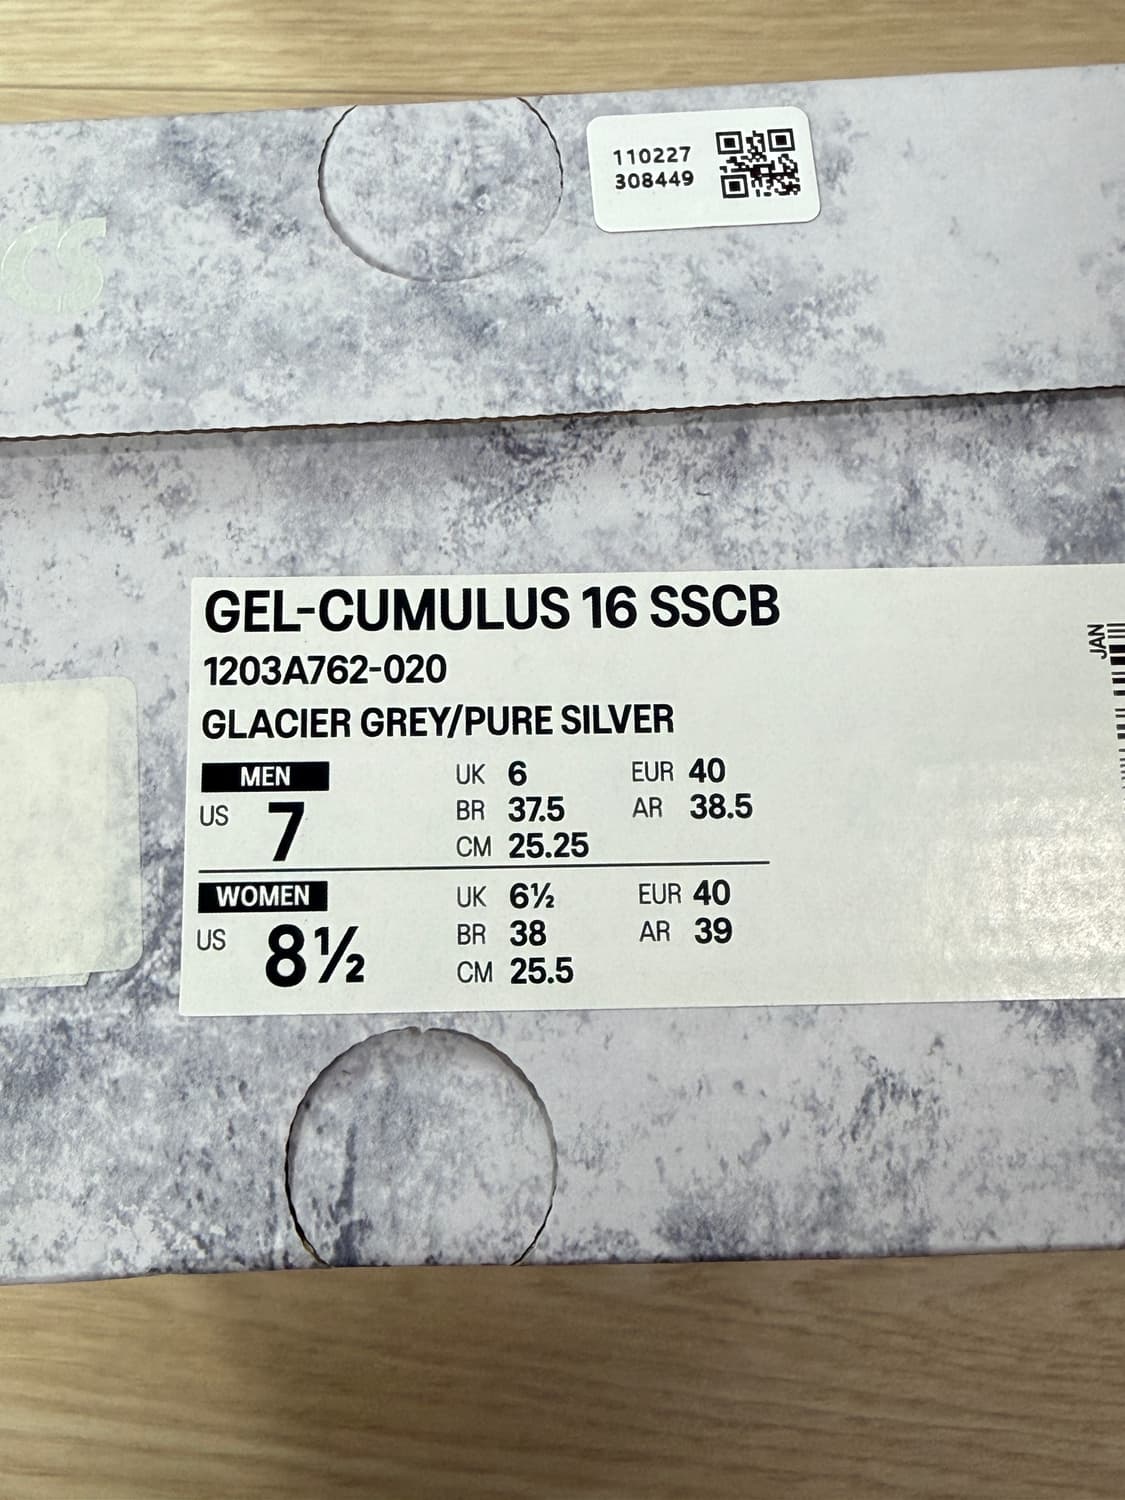 110227
308449
GEL-CUMULUS 16 SSCB
1203A762-020
GLACIER GREY/PURE SILVER
MEN
US 7
UK 6 EUR 40
BR 37.5 AR 38.5
CM 25.25
WOMEN
US 8½
UK 6½ EUR 40
BR 38 AR 39
CM 25.5
JAN